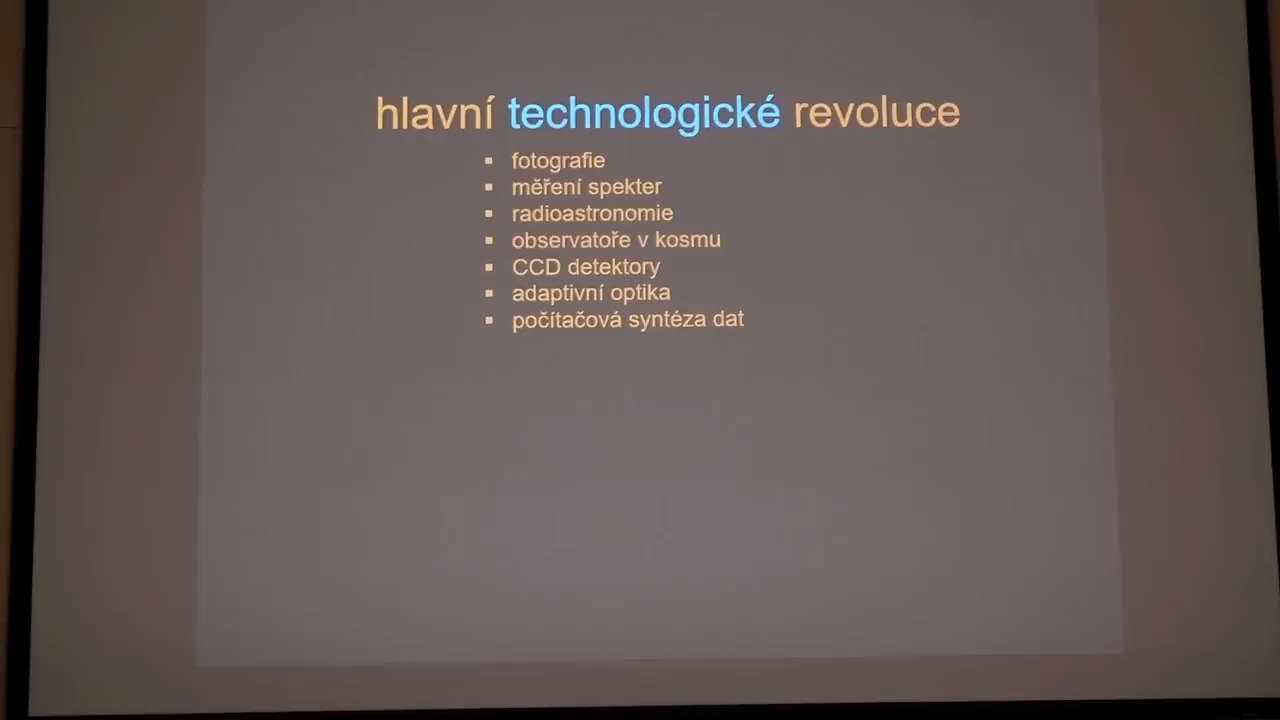 hlavní technologické revoluce
▪ fotografie
▪ měření spekter
▪ radioastronomie
▪ observatoře v kosmu
▪ CCD detektory
▪ adaptivní optika
▪ počítačová syntéza dat